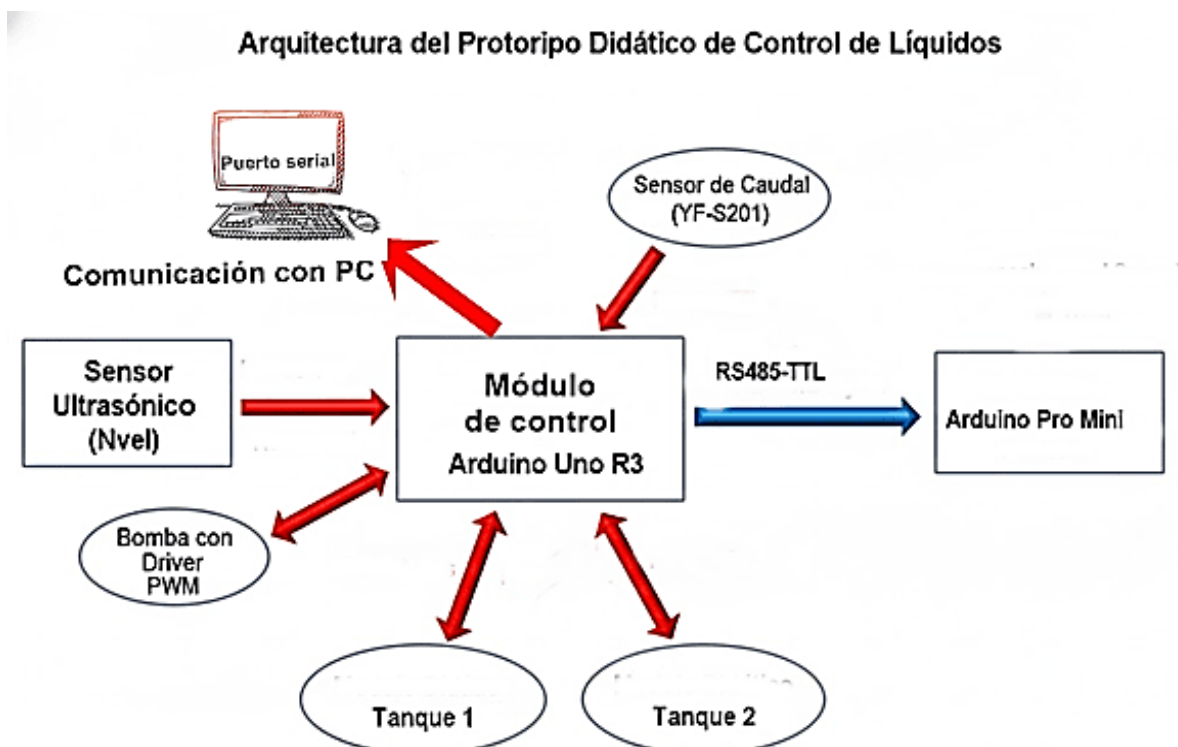 Arquitectura del Protoripo Didático de Control de Líquidos
Puerto serial
Comunicación con PC
Sensor de Caudal
(YF-S201)
Sensor
Ultrasónico
(Nvel)
Módulo
de control
Arduino Uno R3
RS485-TTL
Arduino Pro Mini
Bomba con
Driver
PWM
Tanque 1
Tanque 2